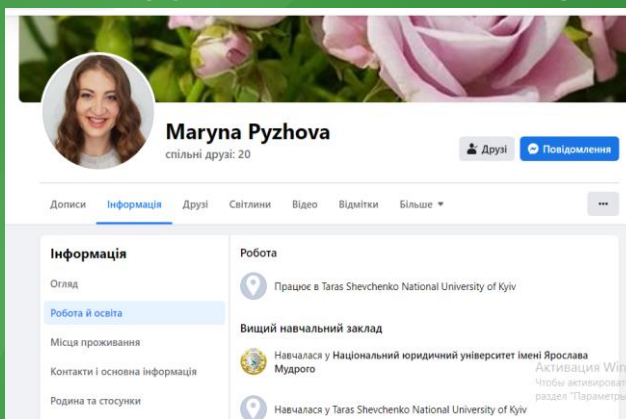 Maryna Pyzhova
спільні друзі: 20
Друзі
Повідомлення
Дописи Інформація Друзі Світлини Відео Відмітки Більше
Інформація
Огляд
Робота й освіта
Місця проживання
Контакти і основна інформація
Родина та стосунки
Робота
Працює в Taras Shevchenko National University of Kyiv
Вищий навчальний заклад
Навчалася у Національний юридичний університет імені Ярослава
Мудрого
Навчалася у Taras Shevchenko National University of Kyiv
Активация Win
Чтобы активироват
раздел "Параметры